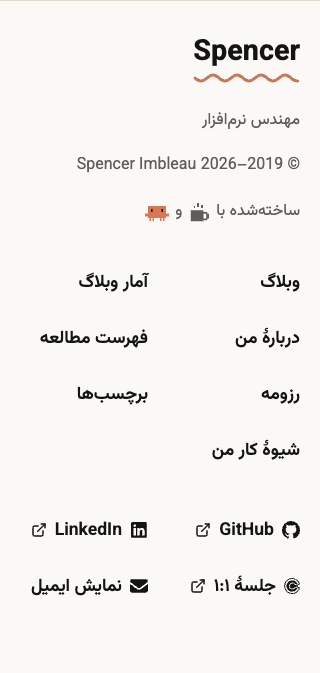 Spencer
مهندس نرم‌افزار
© 2019–2026 Spencer Imbleau
ساخته‌شده با و
وبلاگ
آمار وبلاگ
دربارهٔ من
فهرست مطالعه
رزومه
برچسب‌ها
شیوهٔ کار من
GitHub
LinkedIn
جلسهٔ ۱:۱
نمایش ایمیل